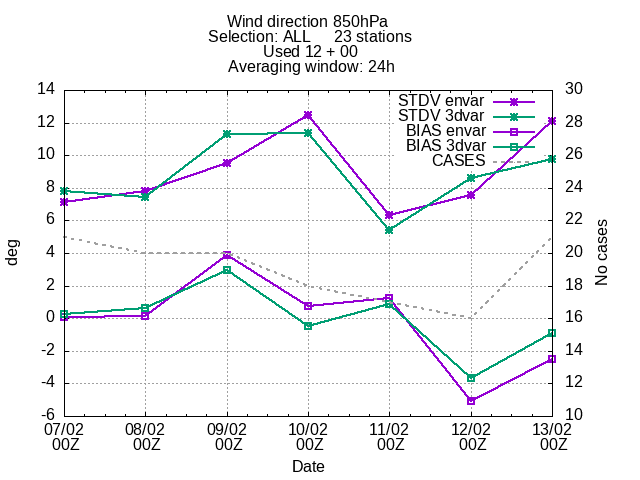 Wind direction 850hPa
Selection: ALL     23 stations
Used 12 + 00
Averaging window: 24h
14 30
STDV envar
STDV 3dvar
BIAS envar
BIAS 3dvar
CASES
12 28
10 26
8 24
6 22
4 20
2 18
0 16
-2 14
-4 12
-6 10
deg
No cases
07/02 08/02 09/02 10/02 11/02 12/02 13/02
00Z 00Z 00Z 00Z 00Z 00Z 00Z
Date